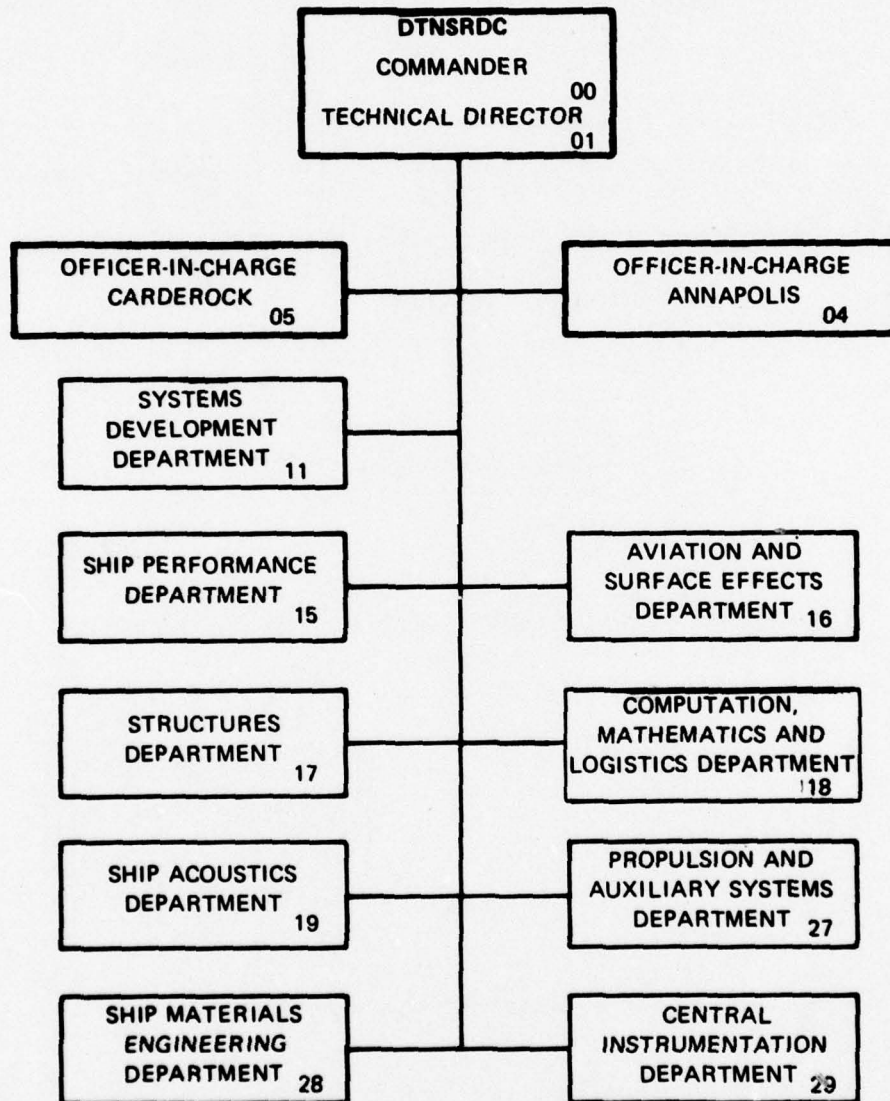 DTNSRDC
COMMANDER
00
TECHNICAL DIRECTOR
01
OFFICER-IN-CHARGE
CARDEROCK
05
OFFICER-IN-CHARGE
ANNAPOLIS
04
SYSTEMS
DEVELOPMENT
DEPARTMENT
11
SHIP PERFORMANCE
DEPARTMENT
15
AVIATION AND
SURFACE EFFECTS
DEPARTMENT
16
STRUCTURES
DEPARTMENT
17
COMPUTATION,
MATHEMATICS AND
LOGISTICS DEPARTMENT
18
SHIP ACOUSTICS
DEPARTMENT
19
PROPULSION AND
AUXILIARY SYSTEMS
DEPARTMENT
27
SHIP MATERIALS
ENGINEERING
DEPARTMENT
28
CENTRAL
INSTRUMENTATION
DEPARTMENT
29